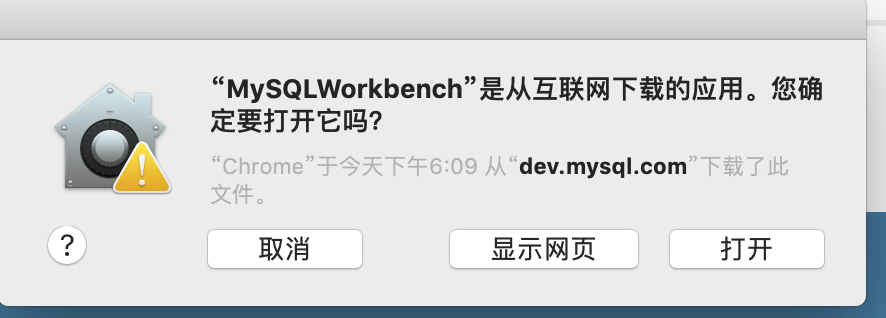 “MySQLWorkbench”是从互联网下载的应用。您确
定要打开它吗？
“Chrome”于今天下午6:09 从“dev.mysql.com”下载了此
文件。
?
取消
显示网页
打开